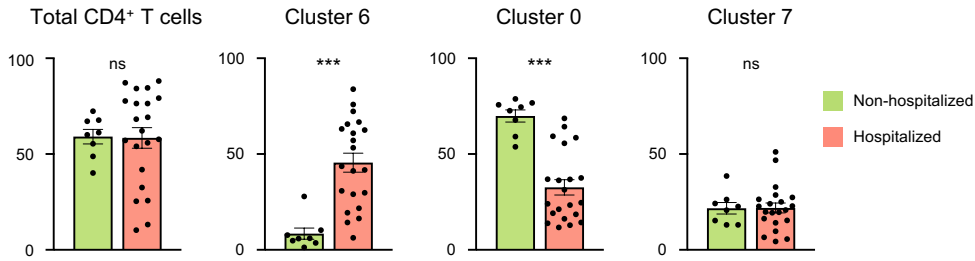 Total CD4⁺ T cells
Cluster 6
Cluster 0
Cluster 7
100
50
0
ns
100
50
0
***
100
50
0
***
100
50
0
ns
Non-hospitalized
Hospitalized